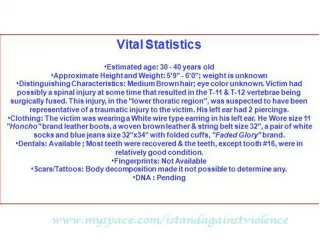 Vital Statistics
•Estimated age: 30 - 40 years old
•Approximate Height and Weight: 5'9" - 6'0"; weight is unknown
•Distinguishing Characteristics: Medium Brown hair; eye color unknown. Victim had
possibly a spinal injury at some time that resulted in the T-11 & T-12 vertebrae being
surgically fused. This injury, in the "lower thoratic region", was suspected to have been
representative of a traumatic injury to the victim. His left ear had 2 piercings.
•Clothing: The victim was wearing a White wire type earring in his left ear. He Wore size 11
"Honcho" brand leather boots, a woven brown leather & string belt size 32", a pair of white
socks and blue jeans size 32"x34" with folded cuffs, "Faded Glory" brand.
•Dentals: Available ; Most teeth were recovered & the teeth, except tooth #16, were in
relatively good condition.
•Fingerprints: Not Available
•Scars/Tattoos: Body decomposition made it not possible to determine any.
•DNA : Pending
www.myspace.com/istandagainstviolence